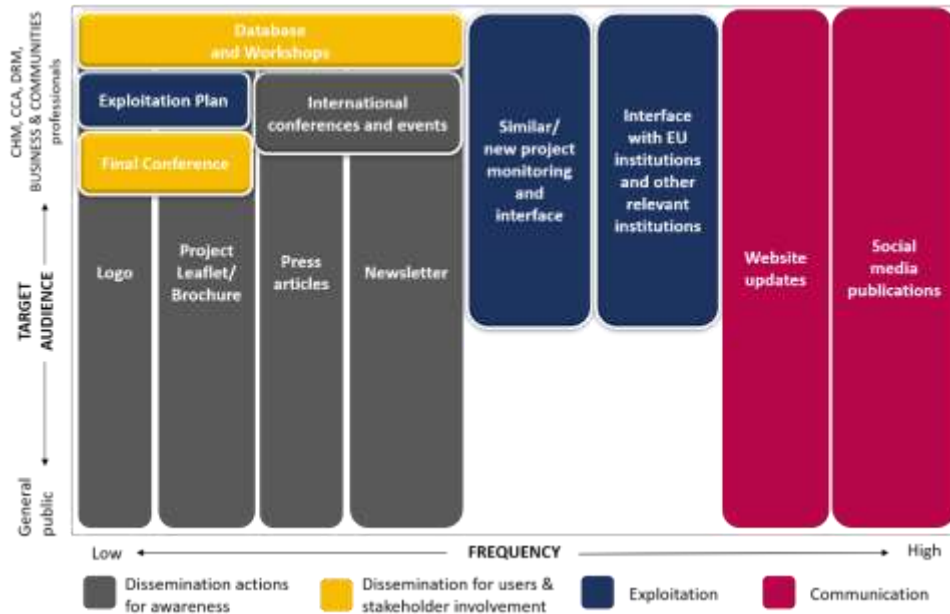 CHM, CCA, DRM,
BUSINESS & COMMUNITIES
professionals
TARGET
AUDIENCE
General
public
Database
and Workshops
Exploitation Plan
International
conferences and events
Final Conference
Logo
Project
Leaflet/
Brochure
Press
articles
Newsletter
Similar/
new project
monitoring
and
interface
Interface
with EU
institutions
and other
relevant
institutions
Website
updates
Social
media
publications
Low
FREQUENCY
High
Dissemination actions
for awareness
Dissemination for users &
stakeholder involvement
Exploitation
Communication